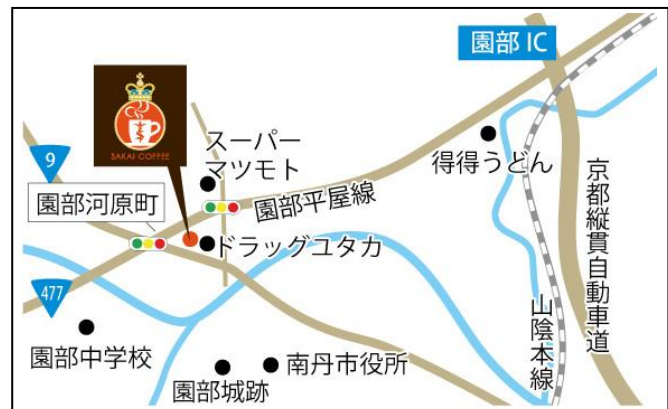 園部 IC
SAKAI COFFEE
スーパー
マツモト
得得うどん
9
園部河原町
園部平屋線
ドラッグユタカ
京都縦貫自動車道
山陰本線
477
園部中学校
園部城跡
南丹市役所